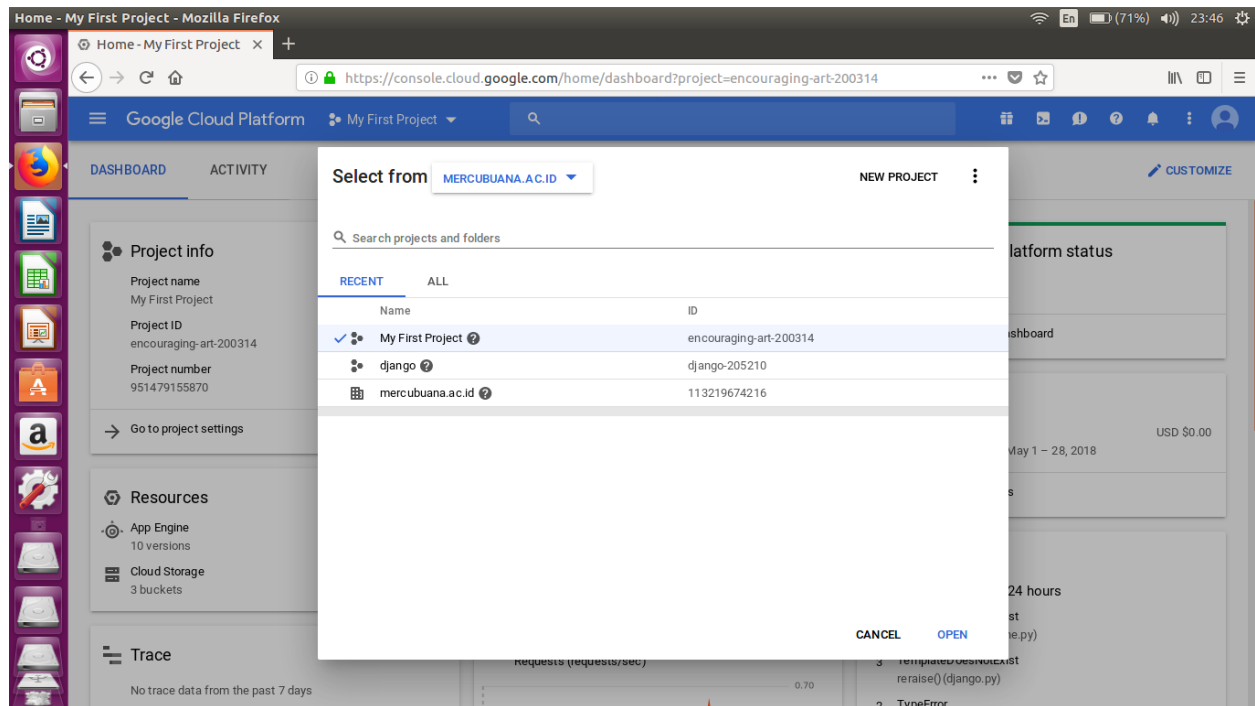 Home - My First Project - Mozilla Firefox
En (71%) 23:46
Home - My First Project
https://console.cloud.google.com/home/dashboard?project=encouraging-art-200314
Google Cloud Platform My First Project
DASHBOARD ACTIVITY CUSTOMIZE
Select from MERCUBUANA.AC.ID NEW PROJECT
Search projects and folders
RECENT ALL
Name ID
My First Project encouraging-art-200314
django django-205210
mercubuana.ac.id 113219674216
CANCEL OPEN
Project info
Project name
My First Project
Project ID
encouraging-art-200314
Project number
951479155870
Go to project settings
Resources
App Engine
10 versions
Cloud Storage
3 buckets
Trace
No trace data from the past 7 days
Requests (requests/sec)
0.70
latform status
shboard
USD $0.00
May 1 – 28, 2018
s
24 hours
st
ne.py)
3 TemplateDoesNotExist
reraise() (django.py)
2 TypeError